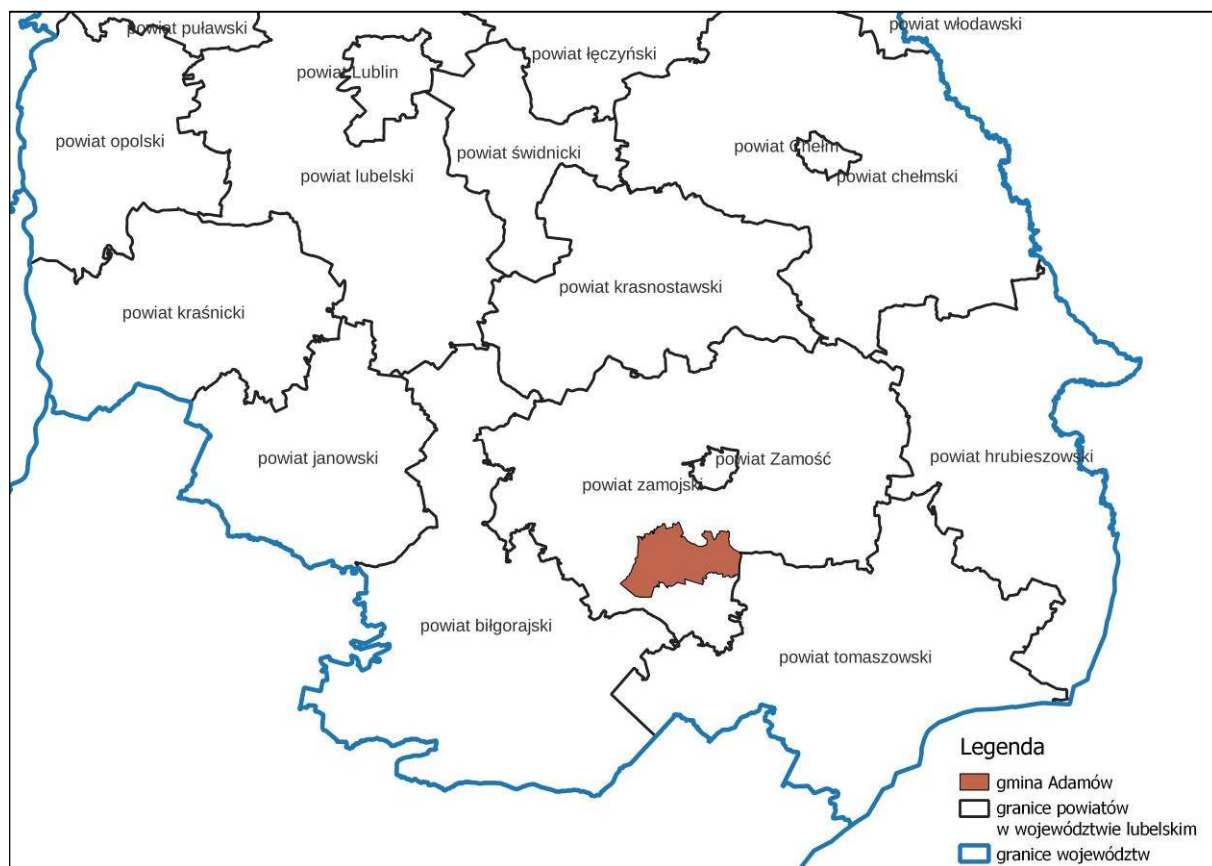 powiat puławski
powiat włodawski
powiat łęczyński
powiat Lublin
powiat opolski
powiat świdnicki
powiat Chełm
powiat lubelski
powiat chełmski
powiat krasnostawski
powiat kraśnicki
powiat janowski
powiat Zamość
powiat hrubieszowski
powiat zamojski
powiat biłgorajski
powiat tomaszowski
Legenda
gmina Adamów
granice powiatów
w województwie lubelskim
granice województw